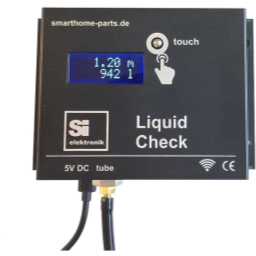 smarthome-parts.de
touch
1.20 m
942 l
Si
elektronik
Liquid
Check
5V DC tube
CE